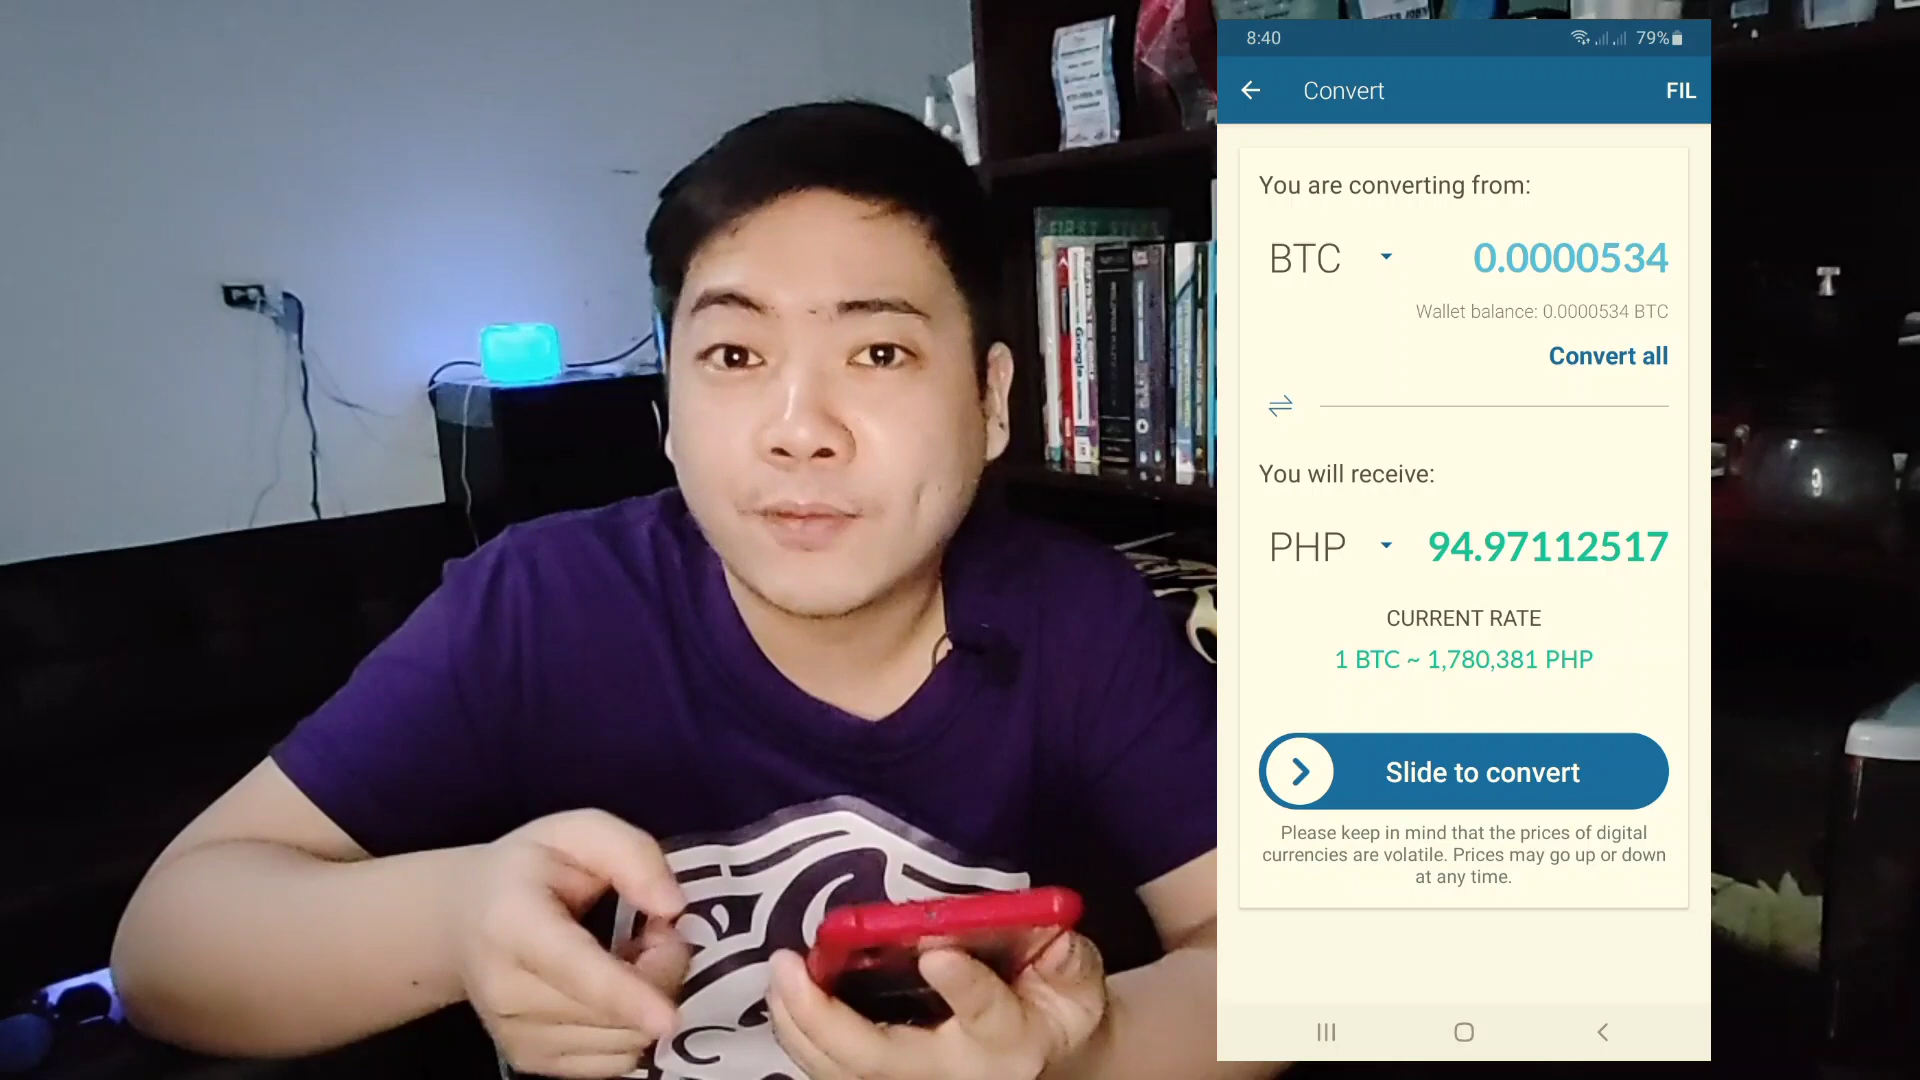 8:40
79%
Convert
FIL
You are converting from:
BTC
0.0000534
Wallet balance: 0.0000534 BTC
Convert all
You will receive:
PHP
94.97112517
CURRENT RATE
1 BTC ~ 1,780,381 PHP
Slide to convert
Please keep in mind that the prices of digital
currencies are volatile. Prices may go up or down
at any time.
FIRST STEPS
Google